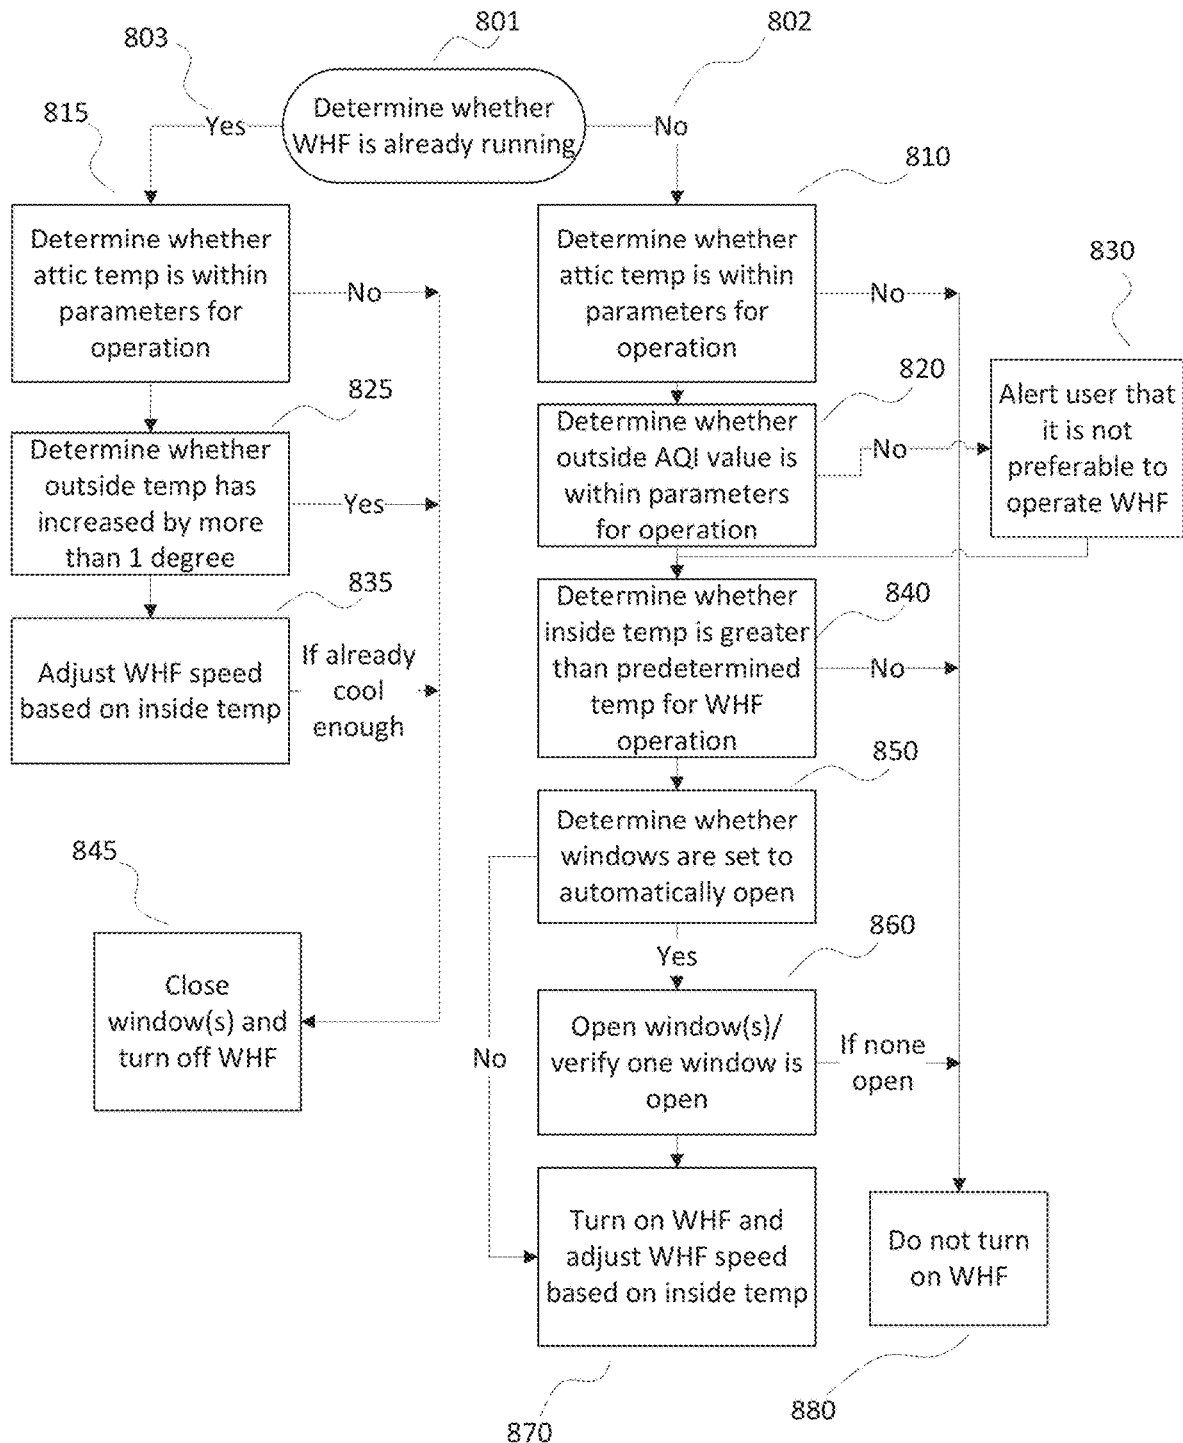 801
802
803
Determine whether
WHF is already running
Yes
No
815
810
Determine whether
attic temp is within
parameters for
operation
No
Determine whether
attic temp is within
parameters for
operation
No
830
Alert user that
it is not
preferable to
operate WHF
825
Determine whether
outside temp has
increased by more
than 1 degree
Yes
820
Determine whether
outside AQI value is
within parameters
for operation
No
835
Adjust WHF speed
based on inside temp
If already
cool
enough
840
Determine whether
inside temp is greater
than predetermined
temp for WHF
operation
No
850
Determine whether
windows are set to
automatically open
Yes
No
845
Close
window(s) and
turn off WHF
860
Open window(s)/
verify one window is
open
If none
open
Turn on WHF and
adjust WHF speed
based on inside temp
Do not turn
on WHF
870
880